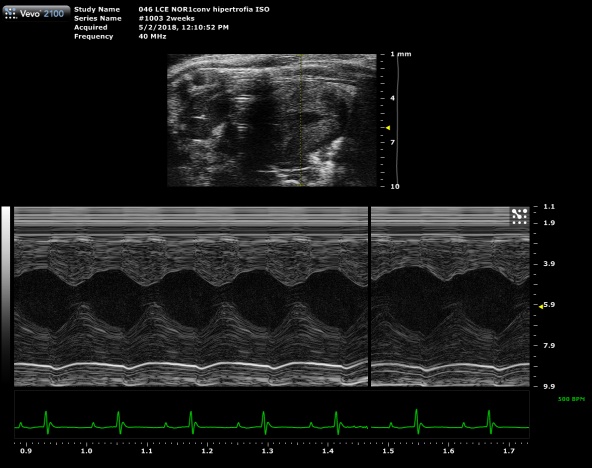 Vevo 2100
Study Name 046 LCE NOR1conv hipertrofia ISO
Series Name #1003 2weeks
Acquired 5/2/2018, 12:10:52 PM
Frequency 40 MHz
1 mm
4
7
10
1.1
1.9
3.9
5.9
7.9
9.9
500 BPM
0.9 1.0 1.1 1.2 1.3 1.4 1.5 1.6 1.7